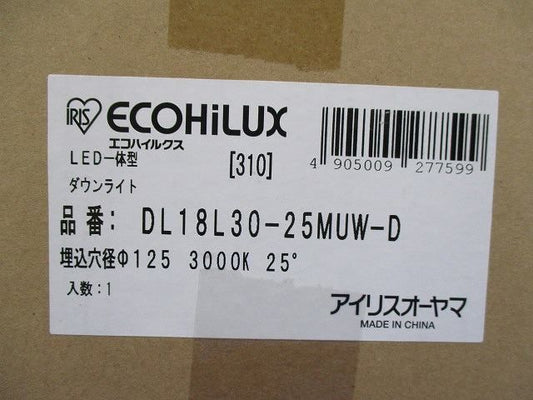 IRIS ECOHiLUX
エコハイルクス
LED一体型 [310]
ダウンライト
4 905009 277599
品番: DL18L30-25MUW-D
埋込穴径Φ125 3000K 25°
入数:1
アイリスオーヤマ
MADE IN CHINA